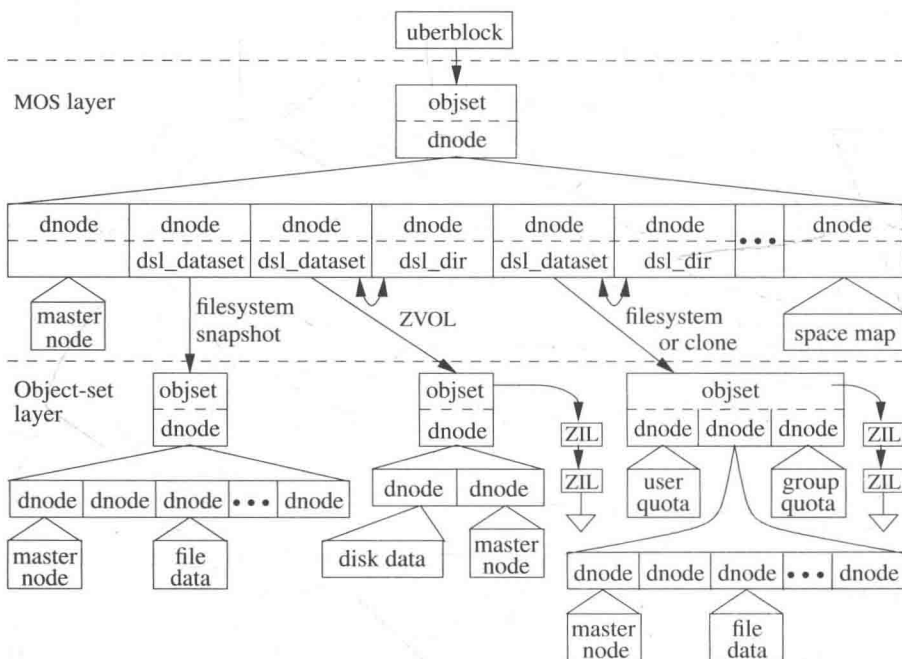 uberblock
MOS layer
objset
dnode
dnode dnode dnode dnode dnode dnode ••• dnode
dsl_dataset dsl_dataset dsl_dir dsl_dataset dsl_dir
master
node
filesystem
snapshot
ZVOL
filesystem
or clone
space map
Object-set
layer
objset
dnode
objset
dnode
ZIL
ZIL
objset
dnode dnode dnode
ZIL
ZIL
user
quota
group
quota
dnode dnode dnode ••• dnode
master
node
file
data
dnode dnode
disk data
master
node
dnode dnode dnode ••• dnode
master
node
file
data